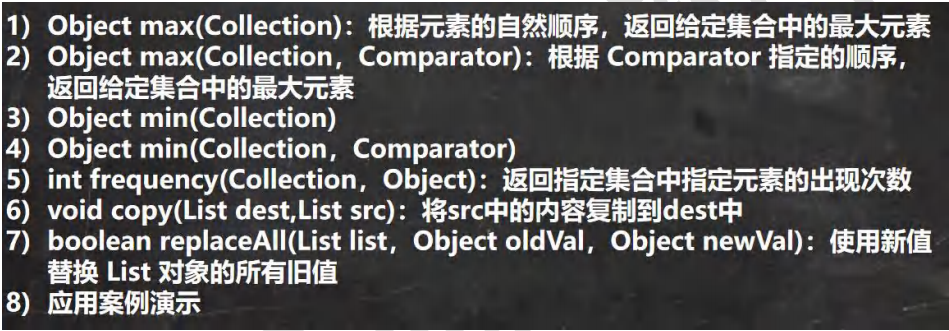 1) Object max(Collection)：根据元素的自然顺序，返回给定集合中的最大元素
2) Object max(Collection，Comparator)：根据 Comparator 指定的顺序，
返回给定集合中的最大元素
3) Object min(Collection)
4) Object min(Collection，Comparator)
5) int frequency(Collection，Object)：返回指定集合中指定元素的出现次数
6) void copy(List dest,List src)：将src中的内容复制到dest中
7) boolean replaceAll(List list，Object oldVal，Object newVal)：使用新值
替换 List 对象的所有旧值
8) 应用案例演示